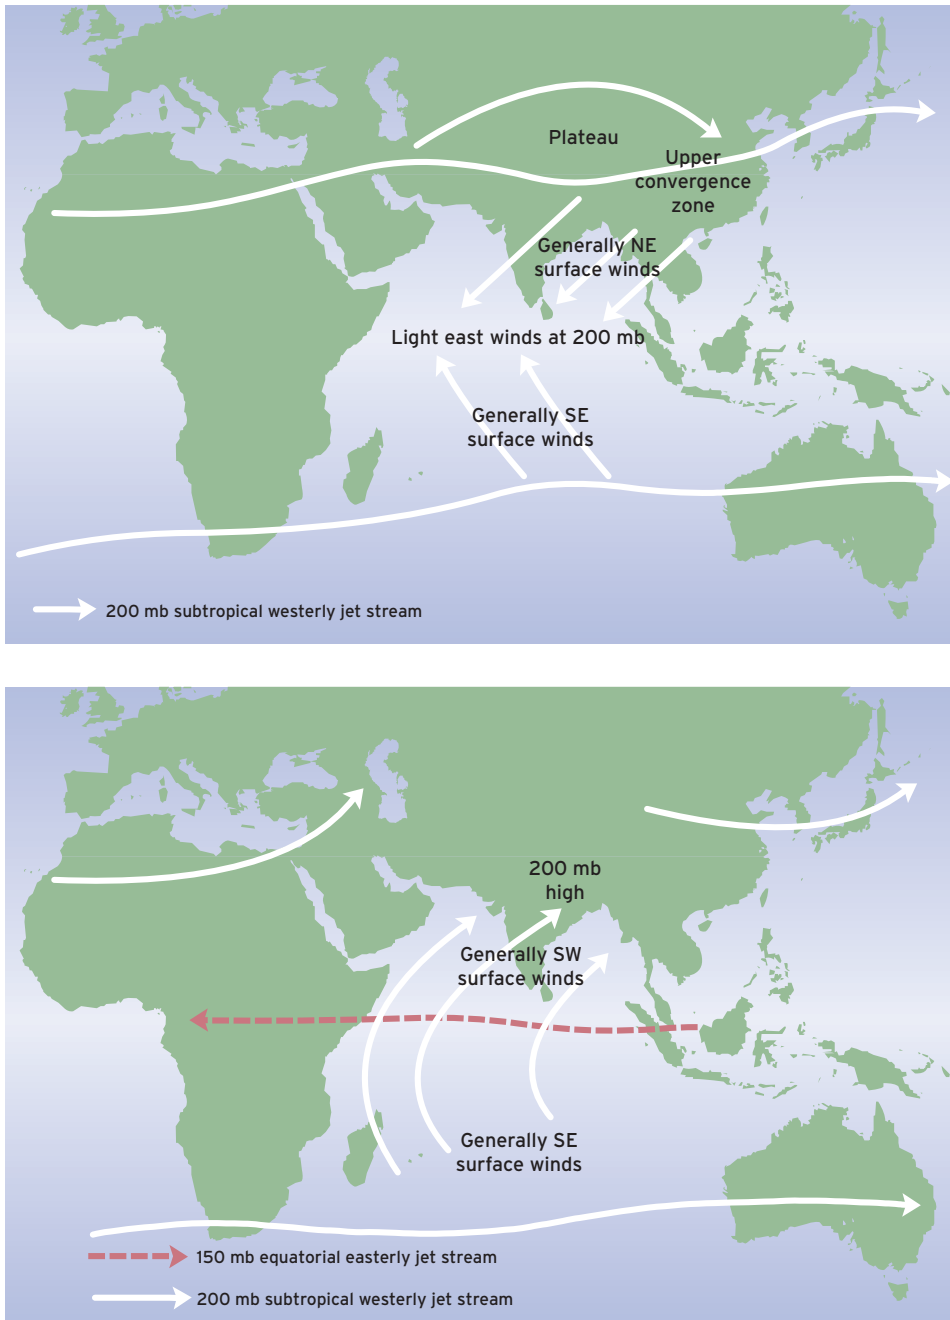 Plateau
Upper
convergence
zone
Generally NE
surface winds
Light east winds at 200 mb
Generally SE
surface winds
200 mb subtropical westerly jet stream
200 mb
high
Generally SW
surface winds
Generally SE
surface winds
150 mb equatorial easterly jet stream
200 mb subtropical westerly jet stream